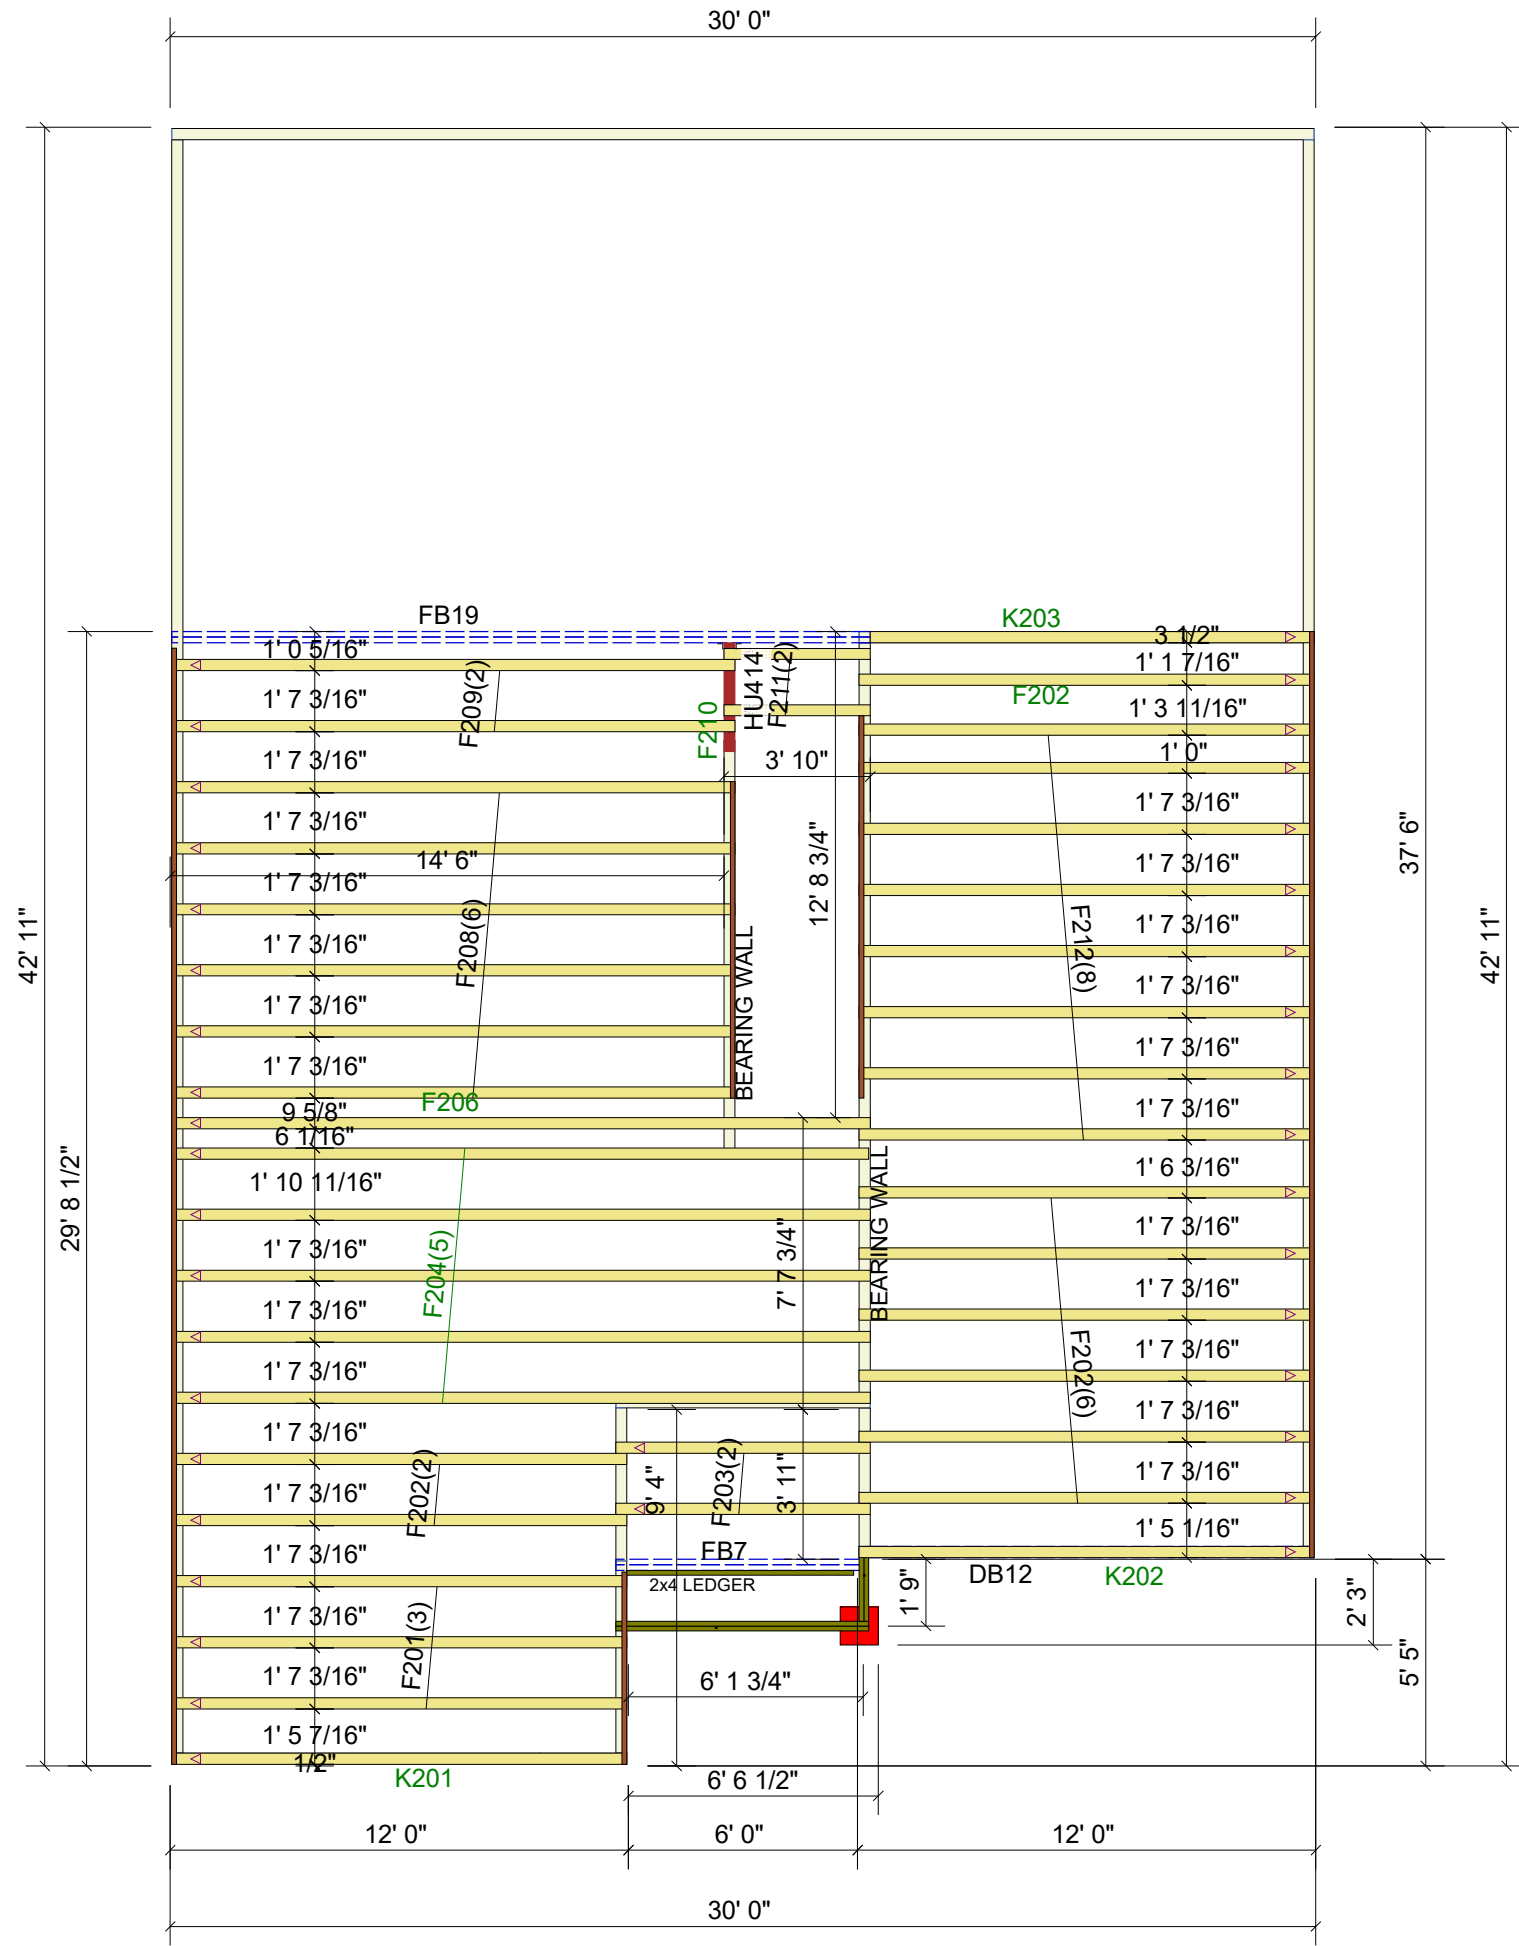 30' 0"
FB19
K203
3 1/2"
1' 0 5/16"
1' 1 7/16"
HU414
F211(2)
F209(2)
F202
1' 7 3/16"
1' 3 11/16"
F210
1' 0"
1' 7 3/16"
3' 10"
1' 7 3/16"
1' 7 3/16"
14' 6"
12' 8 3/4"
37' 6"
1' 7 3/16"
1' 7 3/16"
F208(6)
F212(8)
42' 11"
42' 11"
1' 7 3/16"
1' 7 3/16"
BEARING WALL
1' 7 3/16"
1' 7 3/16"
1' 7 3/16"
1' 7 3/16"
F206
9 5/8"
1' 7 3/16"
6 1/16"
1' 10 11/16"
1' 6 3/16"
29' 8 1/2"
BEARING WALL
1' 7 3/16"
1' 7 3/16"
7' 7 3/4"
F204(5)
1' 7 3/16"
1' 7 3/16"
1' 7 3/16"
1' 7 3/16"
F202(6)
1' 7 3/16"
1' 7 3/16"
F202(2)
9' 4"
F203(2)
3' 11"
1' 7 3/16"
1' 7 3/16"
1' 7 3/16"
1' 5 1/16"
FB7
2x4 LEDGER
DB12
K202
1' 9"
2' 3"
1' 7 3/16"
F201(3)
1' 7 3/16"
6' 1 3/4"
5' 5"
1' 5 7/16"
1/2"
K201
6' 6 1/2"
12' 0"
6' 0"
12' 0"
30' 0"